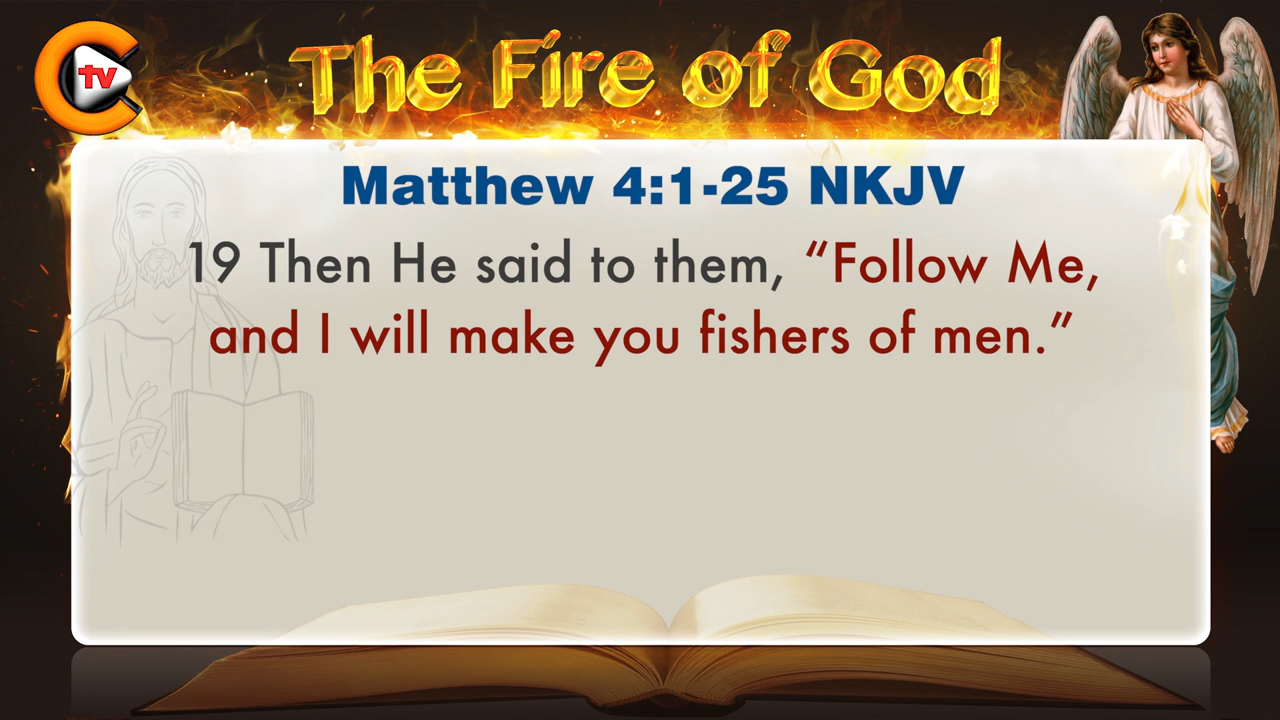 tv
The Fire of God
Matthew 4:1-25 NKJV
19 Then He said to them, “Follow Me,
and I will make you fishers of men.”